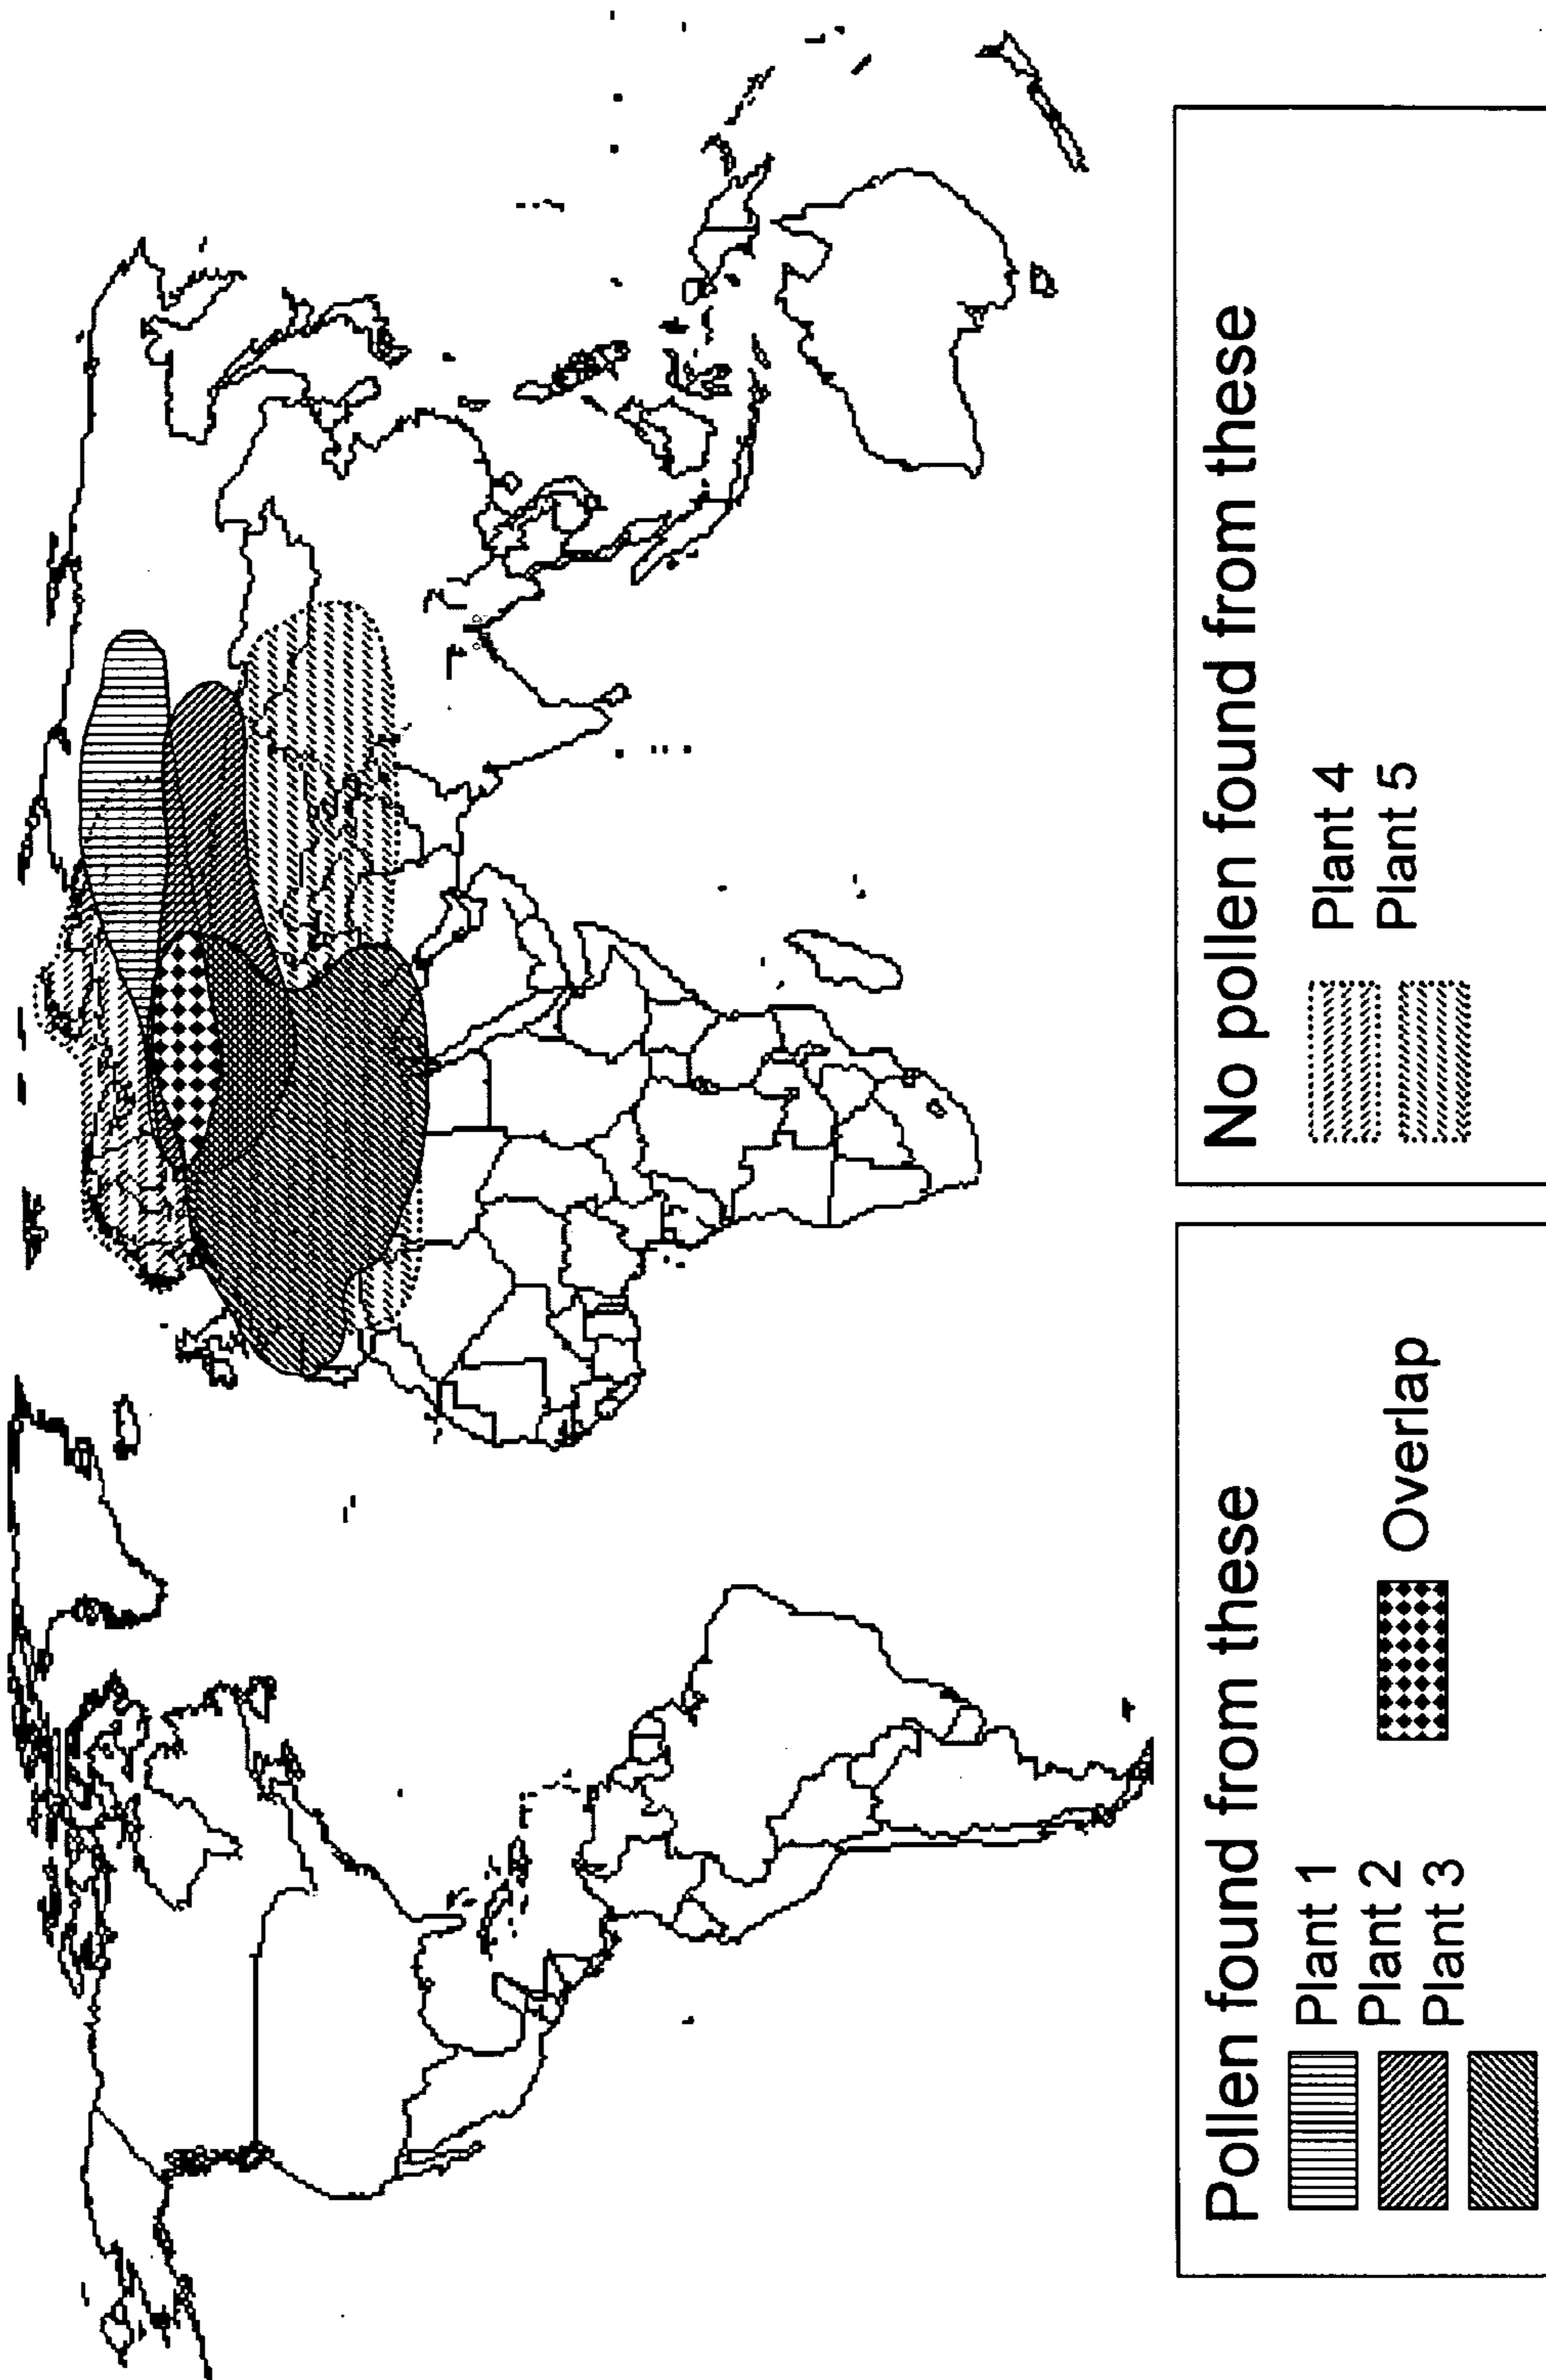 Pollen found from these
Plant 1
Plant 2
Plant 3
Overlap
No pollen found from these
Plant 4
Plant 5